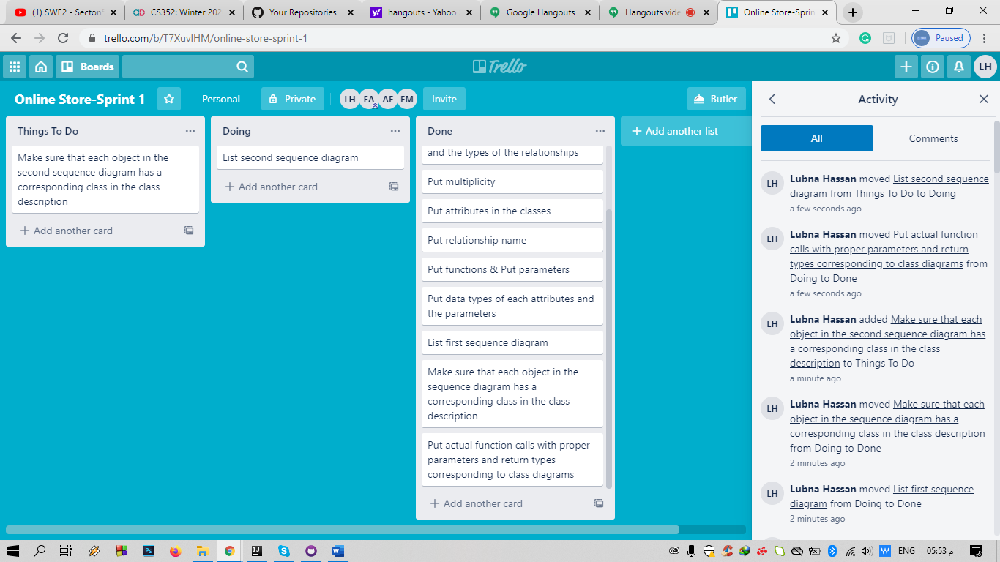 (1) SWE2 - Secton
CS352: Winter 202
Your Repositories
hangouts - Yahoo
Google Hangouts
Hangouts vide
Online Store-Sprin
trello.com/b/T7XuvlHM/online-store-sprint-1
Paused
Boards
Trello
LH
Online Store-Sprint 1
Personal
Private
LH EA AE EM
Invite
Butler
Things To Do
Make sure that each object in the
second sequence diagram has a
corresponding class in the class
description
Add another card
Doing
List second sequence diagram
Add another card
Done
and the types of the relationships
Put multiplicity
Put attributes in the classes
Put relationship name
Put functions & Put parameters
Put data types of each attributes and
the parameters
List first sequence diagram
Make sure that each object in the
sequence diagram has a
corresponding class in the class
description
Put actual function calls with proper
parameters and return types
corresponding to class diagrams
Add another card
Add another list
Activity
All
Comments
LH
Lubna Hassan moved List second sequence
diagram from Things To Do to Doing
a few seconds ago
LH
Lubna Hassan moved Put actual function
calls with proper parameters and return
types corresponding to class diagrams from
Doing to Done
a few seconds ago
LH
Lubna Hassan added Make sure that each
object in the second sequence diagram has
a corresponding class in the class
description to Things To Do
a minute ago
LH
Lubna Hassan moved Make sure that each
object in the sequence diagram has a
corresponding class in the class description
from Doing to Done
2 minutes ago
LH
Lubna Hassan moved List first sequence
diagram from Doing to Done
2 minutes ago
ENG
05:53 م